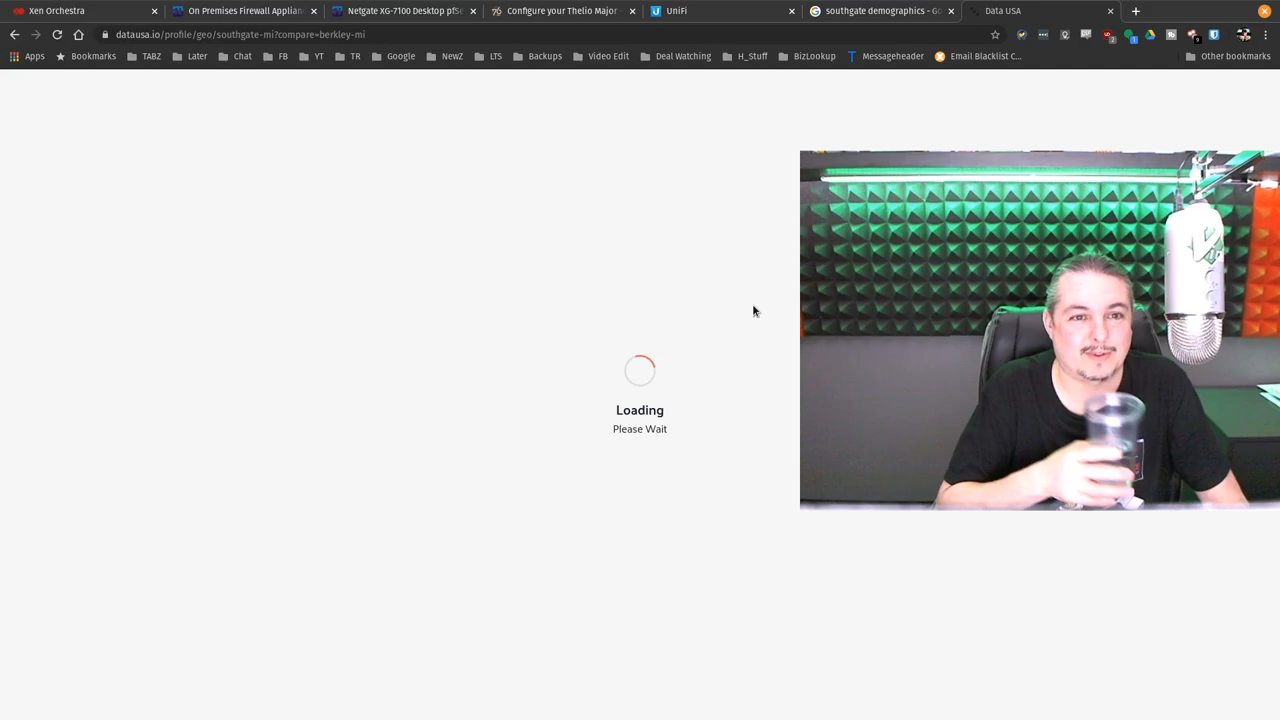 Xen Orchestra
On Premises Firewall Applian
Netgate XG-7100 Desktop pfSe
Configure your Thelio Major -
UniFi
southgate demographics - Go
Data USA
datausa.io/profile/geo/southgate-mi?compare=berkley-mi
Apps Bookmarks TABZ Later Chat FB YT TR Google NewZ LTS Backups Video Edit Deal Watching H_Stuff BizLookup Messageheader Email Blacklist C... Other bookmarks
Loading
Please Wait